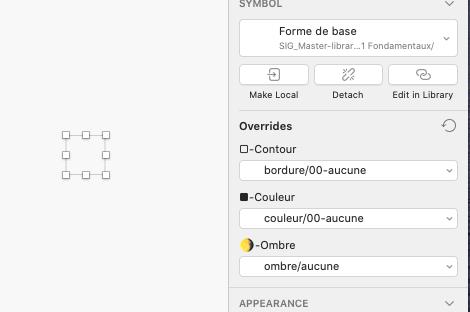 SYMBOL
Forme de base
SIG_Master-librar...1 Fondamentaux/
Make Local
Detach
Edit in Library
Overrides
-Contour
bordure/00-aucune
-Couleur
couleur/00-aucune
-Ombre
ombre/aucune
APPEARANCE